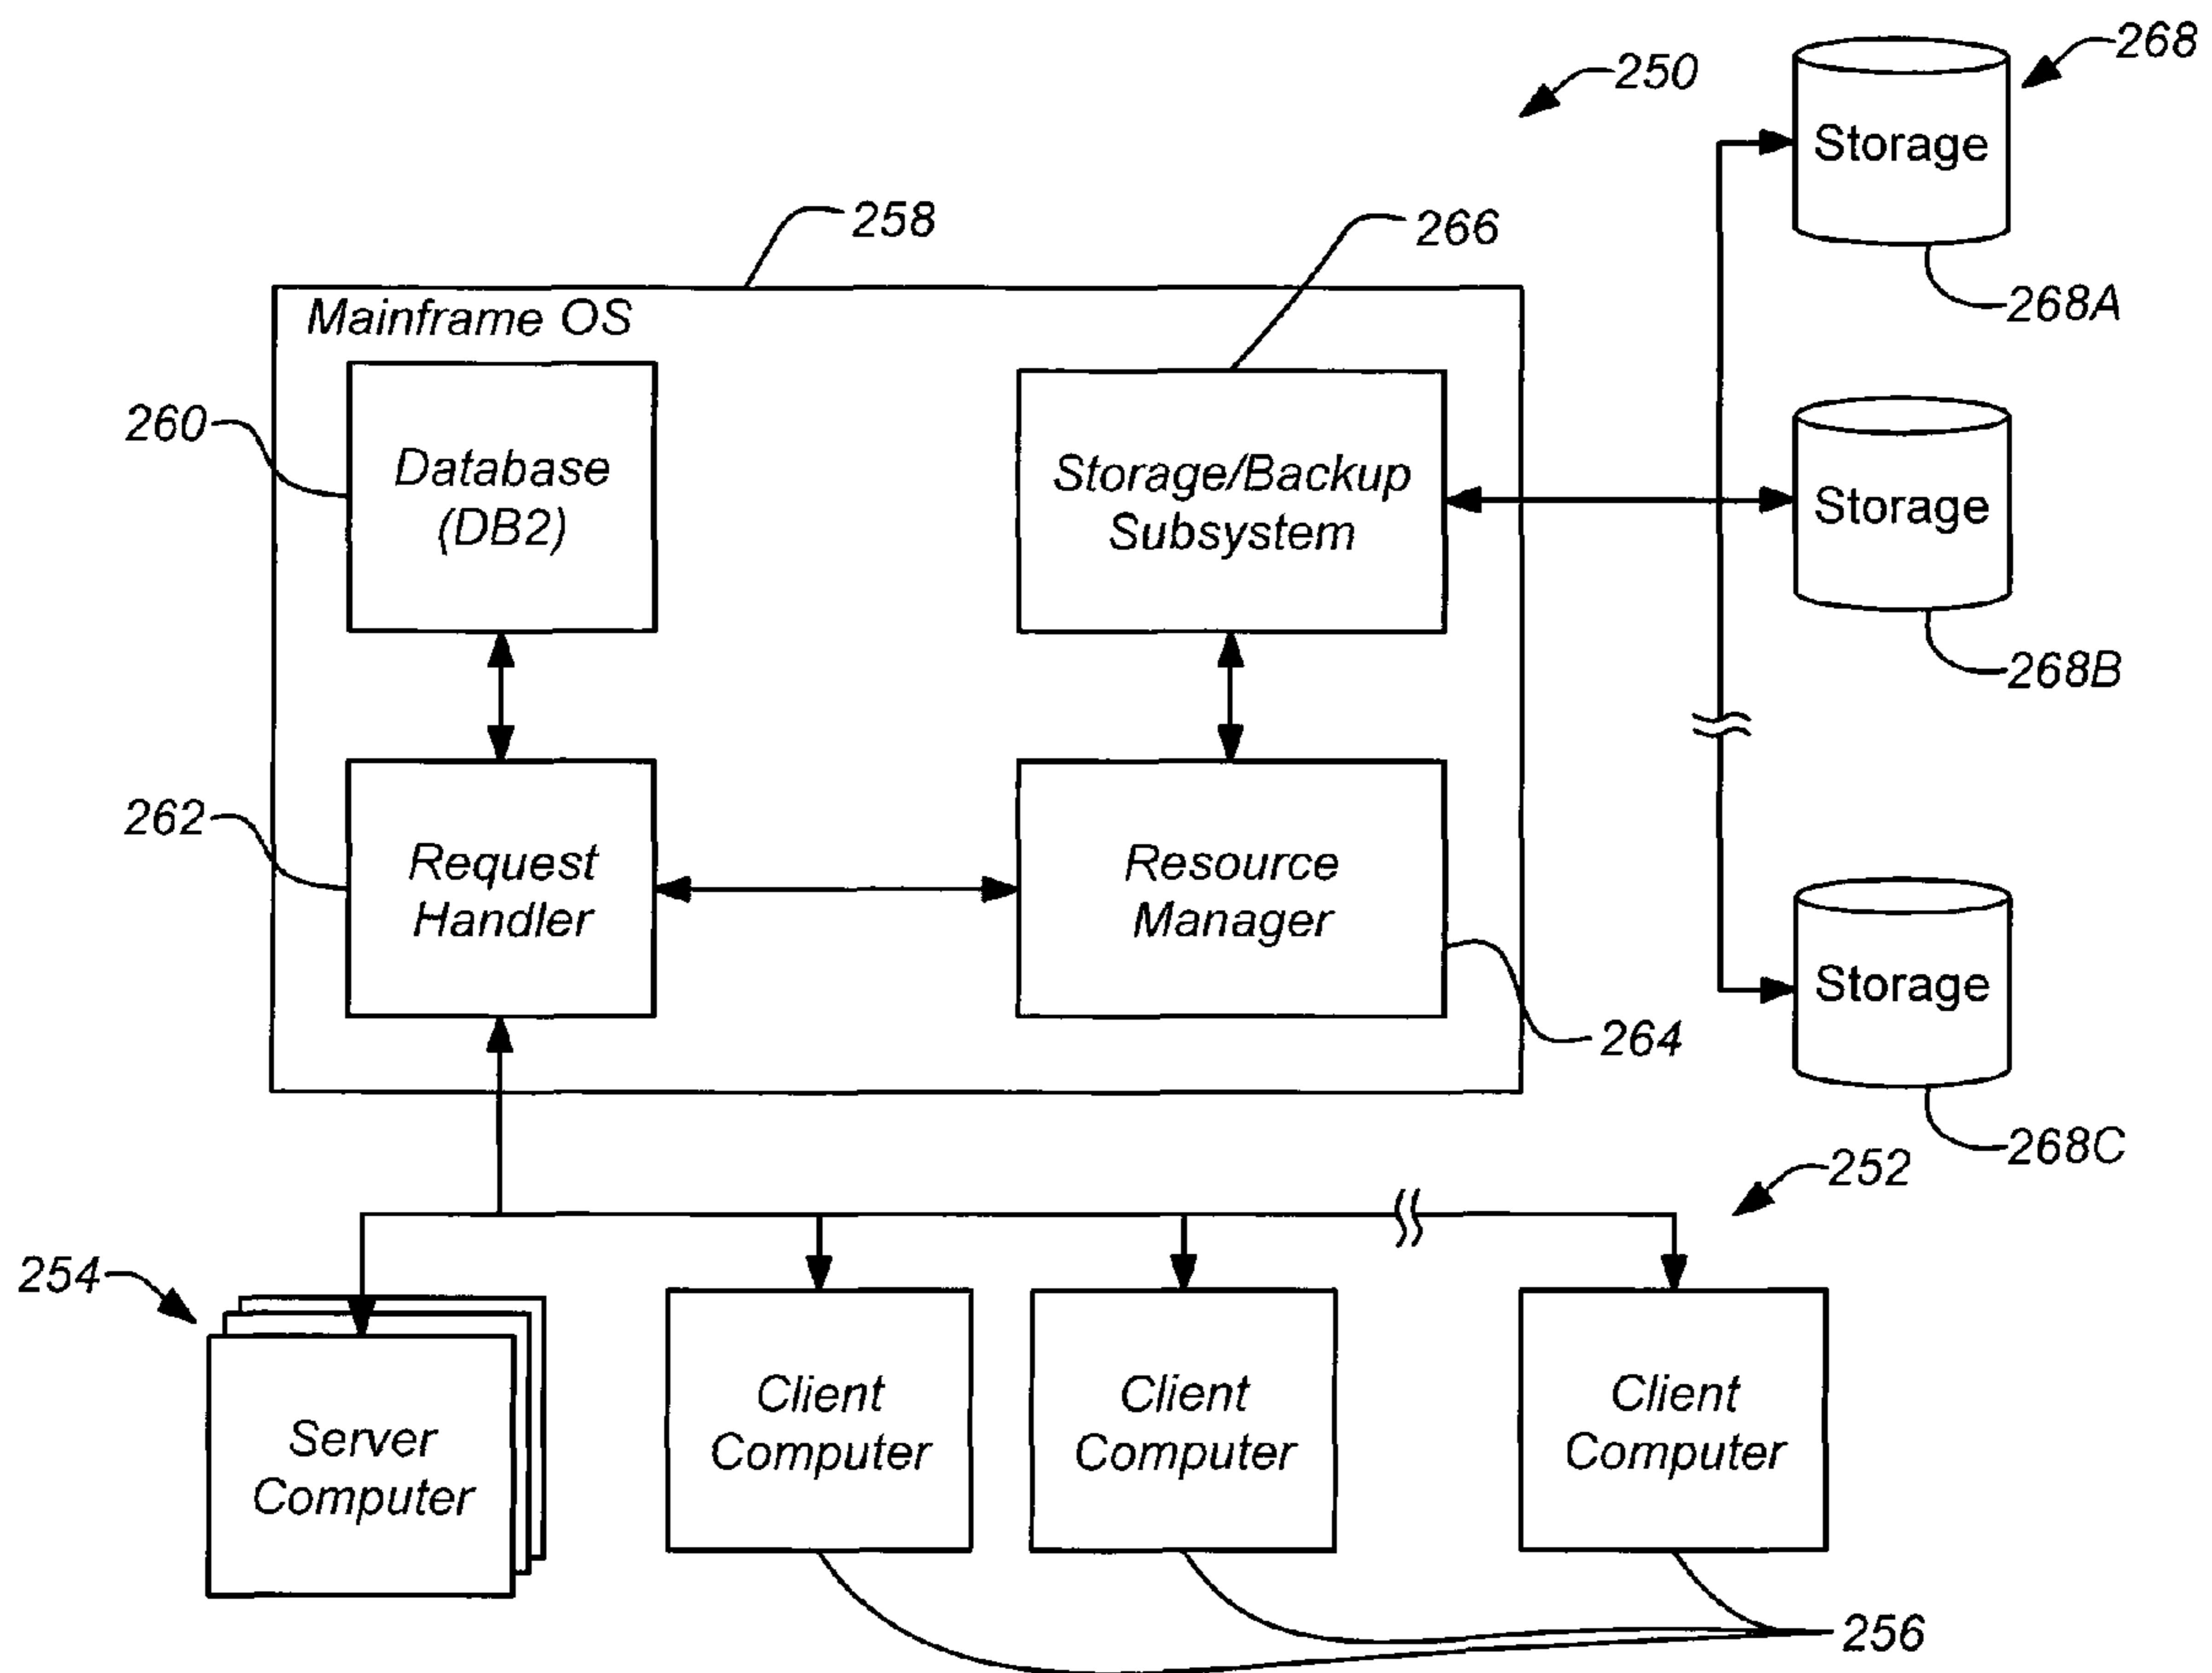 250
268
Storage
258
266
268A
Mainframe OS
260
Database
(DB2)
Storage/Backup
Subsystem
Storage
268B
262
Request
Handler
Resource
Manager
264
Storage
268C
252
254
Server
Computer
Client
Computer
Client
Computer
Client
Computer
256